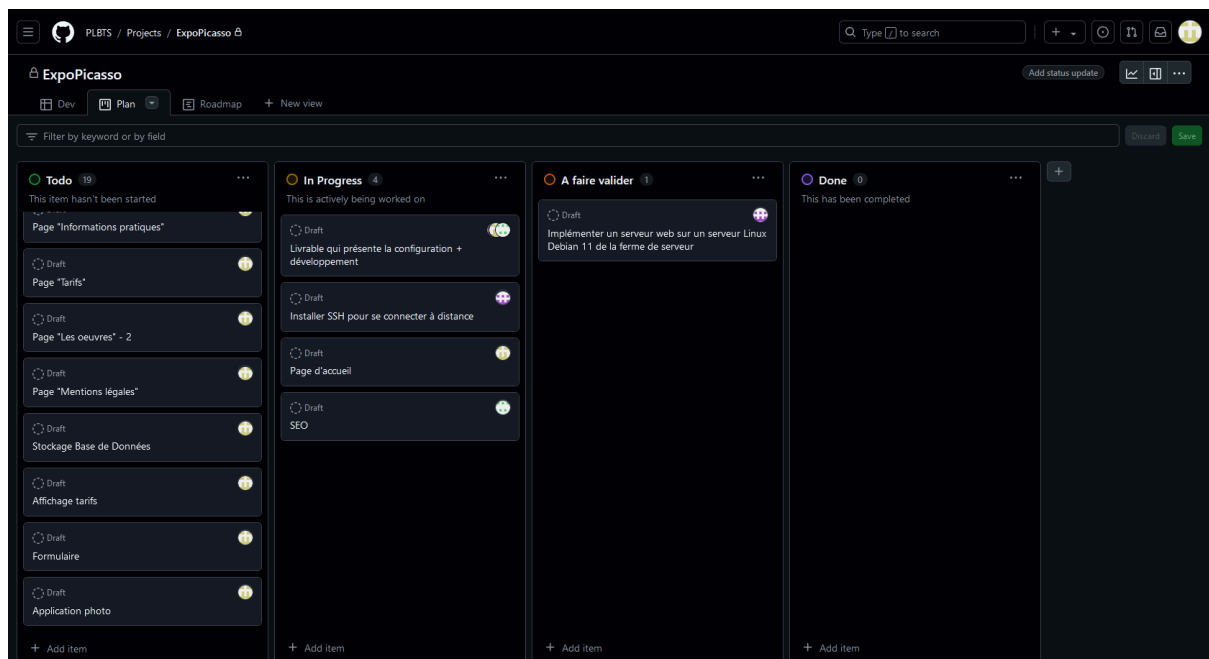 PLBTS / Projects / ExpoPicasso
Type / to search
ExpoPicasso
Add status update
Dev
Plan
Roadmap
+ New view
Filter by keyword or by field
Discard
Save
Todo 19
This item hasn't been started
Draft
Page "Informations pratiques"
Draft
Page "Tarifs"
Draft
Page "Les oeuvres" - 2
Draft
Page "Mentions légales"
Draft
Stockage Base de Données
Draft
Affichage tarifs
Draft
Formulaire
Draft
Application photo
+ Add item
In Progress 4
This is actively being worked on
Draft
Livrable qui présente la configuration +
développement
Draft
Installer SSH pour se connecter à distance
Draft
Page d'accueil
Draft
SEO
+ Add item
A faire valider 1
Draft
Implémenter un serveur web sur un serveur Linux
Debian 11 de la ferme de serveur
+ Add item
Done 0
This has been completed
+ Add item